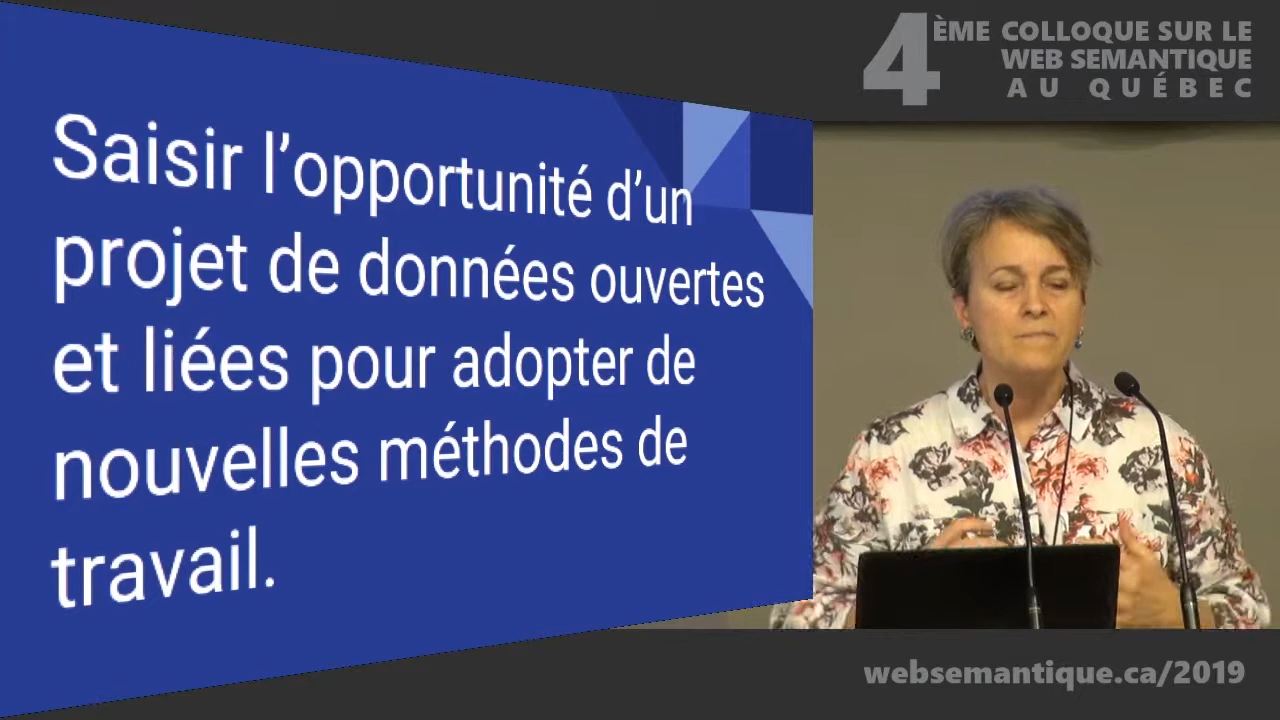 Saisir l’opportunité d’un
projet de données ouvertes
et liées pour adopter de
nouvelles méthodes de
travail.
4ÈME COLLOQUE SUR LE
WEB SEMANTIQUE
AU QUÉBEC
websemantique.ca/2019